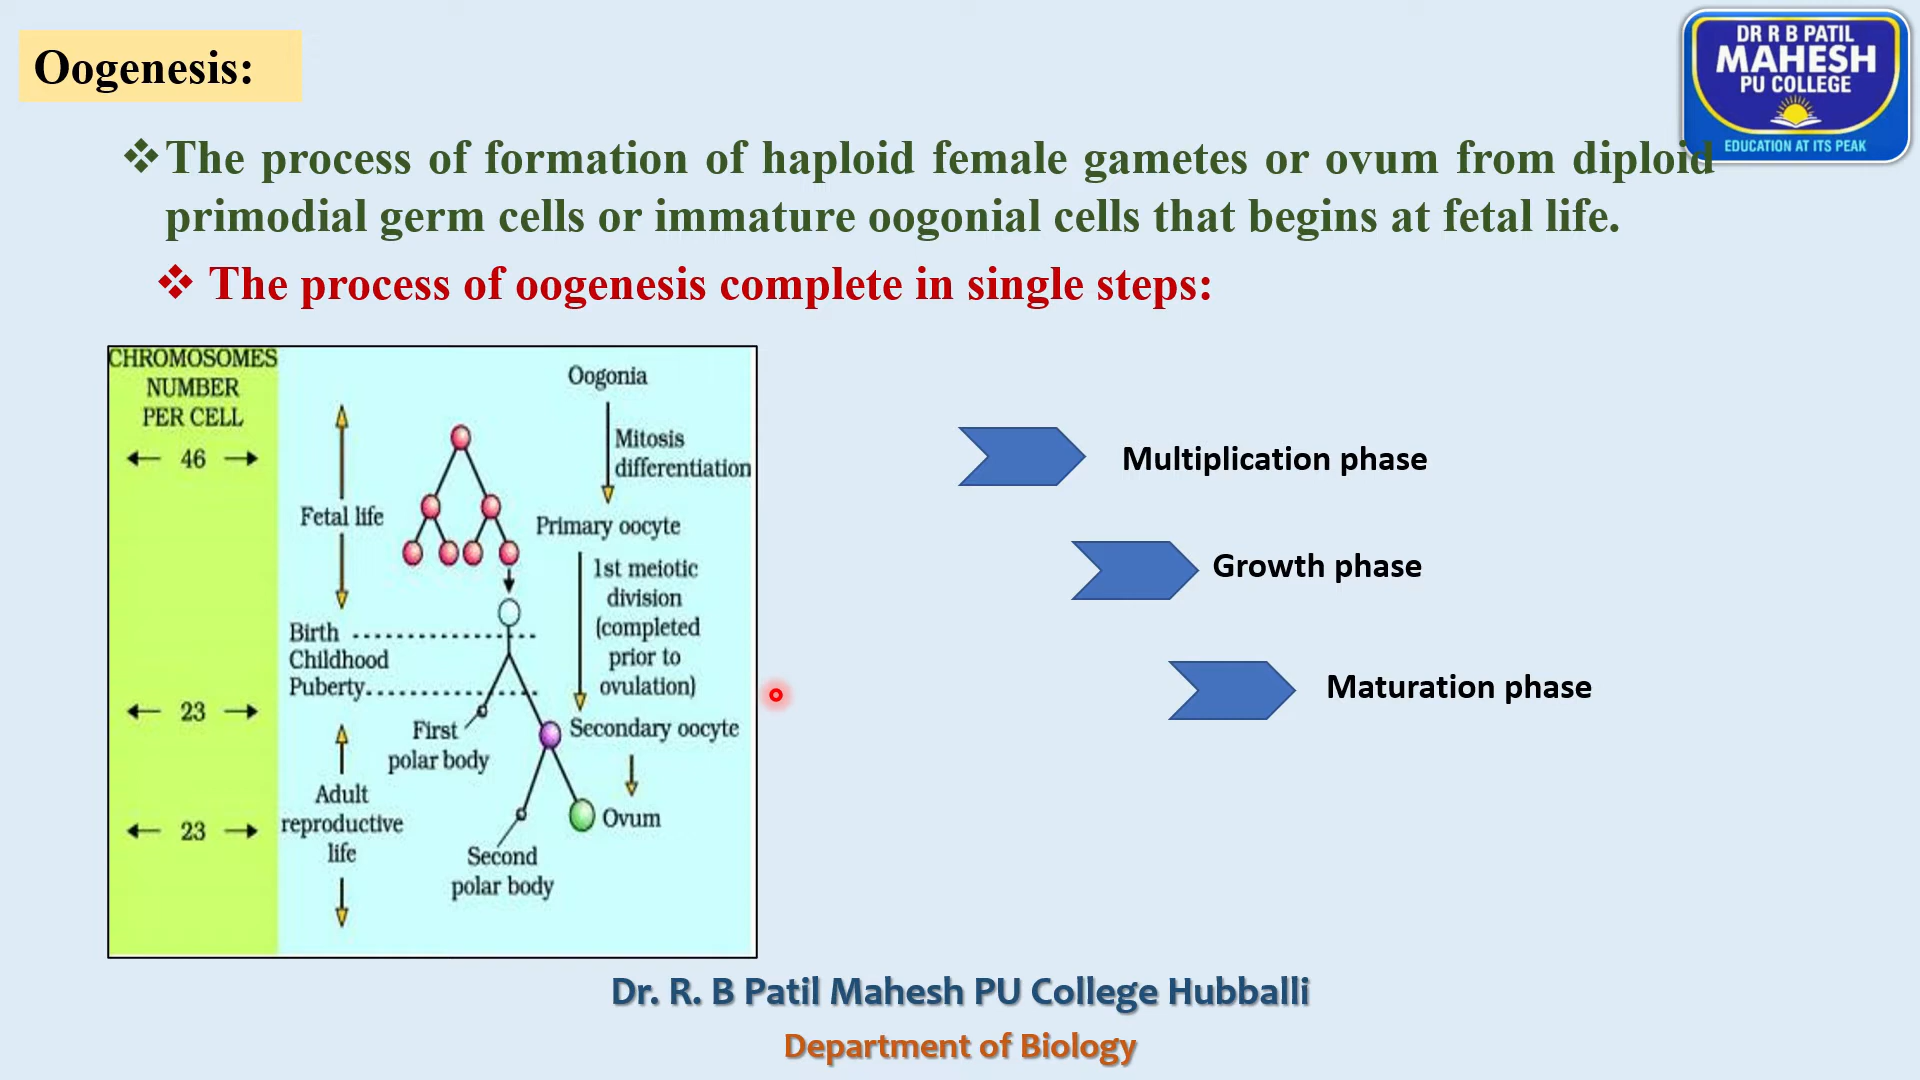 Oogenesis:
DR R B PATIL
MAHESH
PU COLLEGE
EDUCATION AT ITS PEAK
❖The process of formation of haploid female gametes or ovum from diploid
primodial germ cells or immature oogonial cells that begins at fetal life.
❖ The process of oogenesis complete in single steps:
CHROMOSOMES
NUMBER
PER CELL
46
23
23
Fetal life
Birth
Childhood
Puberty
Adult
reproductive
life
First
polar body
Second
polar body
Oogonia
Mitosis
differentiation
Primary oocyte
1st meiotic
division
(completed
prior to
ovulation)
Secondary oocyte
Ovum
Multiplication phase
Growth phase
Maturation phase
Dr. R. B Patil Mahesh PU College Hubballi
Department of Biology